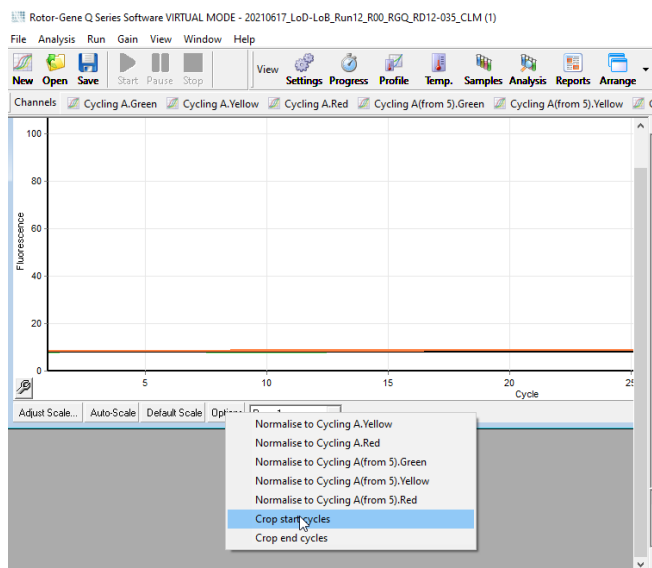 Rotor-Gene Q Series Software VIRTUAL MODE - 20210617_LoD-LoB_Run12_R00_RGQ_RD12-035_CLM (1)
File Analysis Run Gain View Window Help
New Open Save Start Pause Stop View Settings Progress Profile Temp. Samples Analysis Reports Arrange
Channels Cycling A.Green Cycling A.Yellow Cycling A.Red Cycling A(from 5).Green Cycling A(from 5).Yellow
100
80
60
40
20
0
Fluorescence
5 10 15 20 25
Cycle
Adjust Scale... Auto-Scale Default Scale
Normalise to Cycling A.Yellow
Normalise to Cycling A.Red
Normalise to Cycling A(from 5).Green
Normalise to Cycling A(from 5).Yellow
Normalise to Cycling A(from 5).Red
Crop start cycles
Crop end cycles